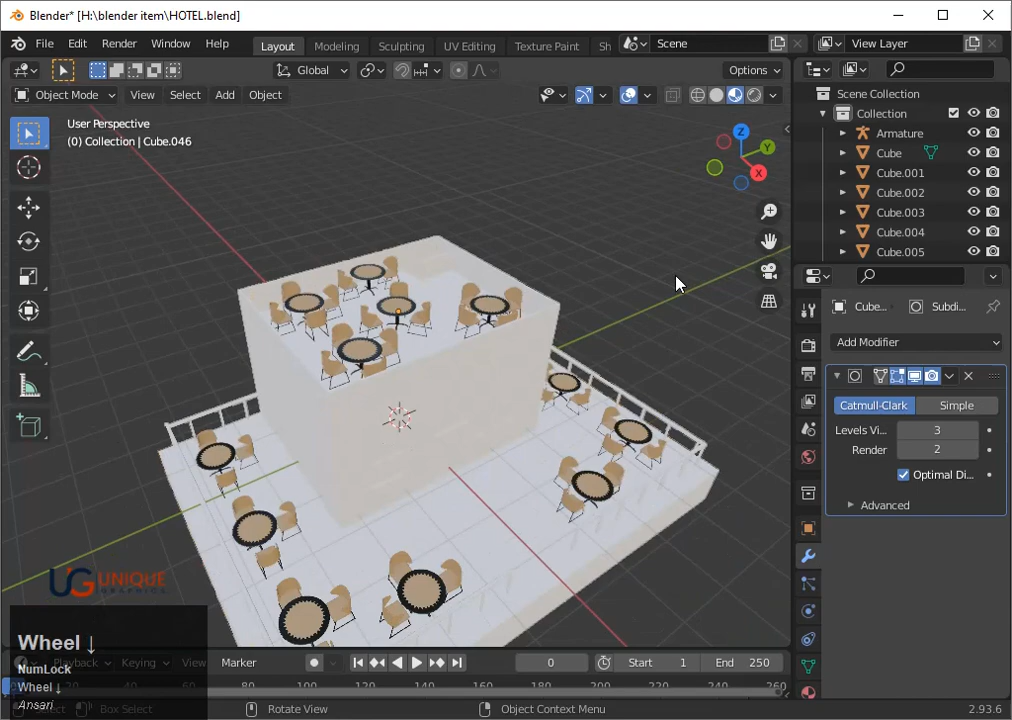 Blender* [H:\blender item\HOTEL.blend]
File Edit Render Window Help Layout Modeling Sculpting UV Editing Texture Paint Sh Scene View Layer
Global Options
Object Mode View Select Add Object
User Perspective
(0) Collection | Cube.046
Z
Y
X
Scene Collection
Collection
Armature
Cube
Cube.001
Cube.002
Cube.003
Cube.004
Cube.005
Cube... Subdi...
Add Modifier
Catmull-Clark Simple
Levels Vi... 3
Render 2
Optimal Di...
Advanced
UG UNIQUE
GRAPHICS
Wheel ↓
NumLock
Wheel ↓
Ansari
Playback Keying View Marker 0 Start 1 End 250
140 160 180 200 220 240 260
Select Box Select Rotate View Object Context Menu 2.93.6